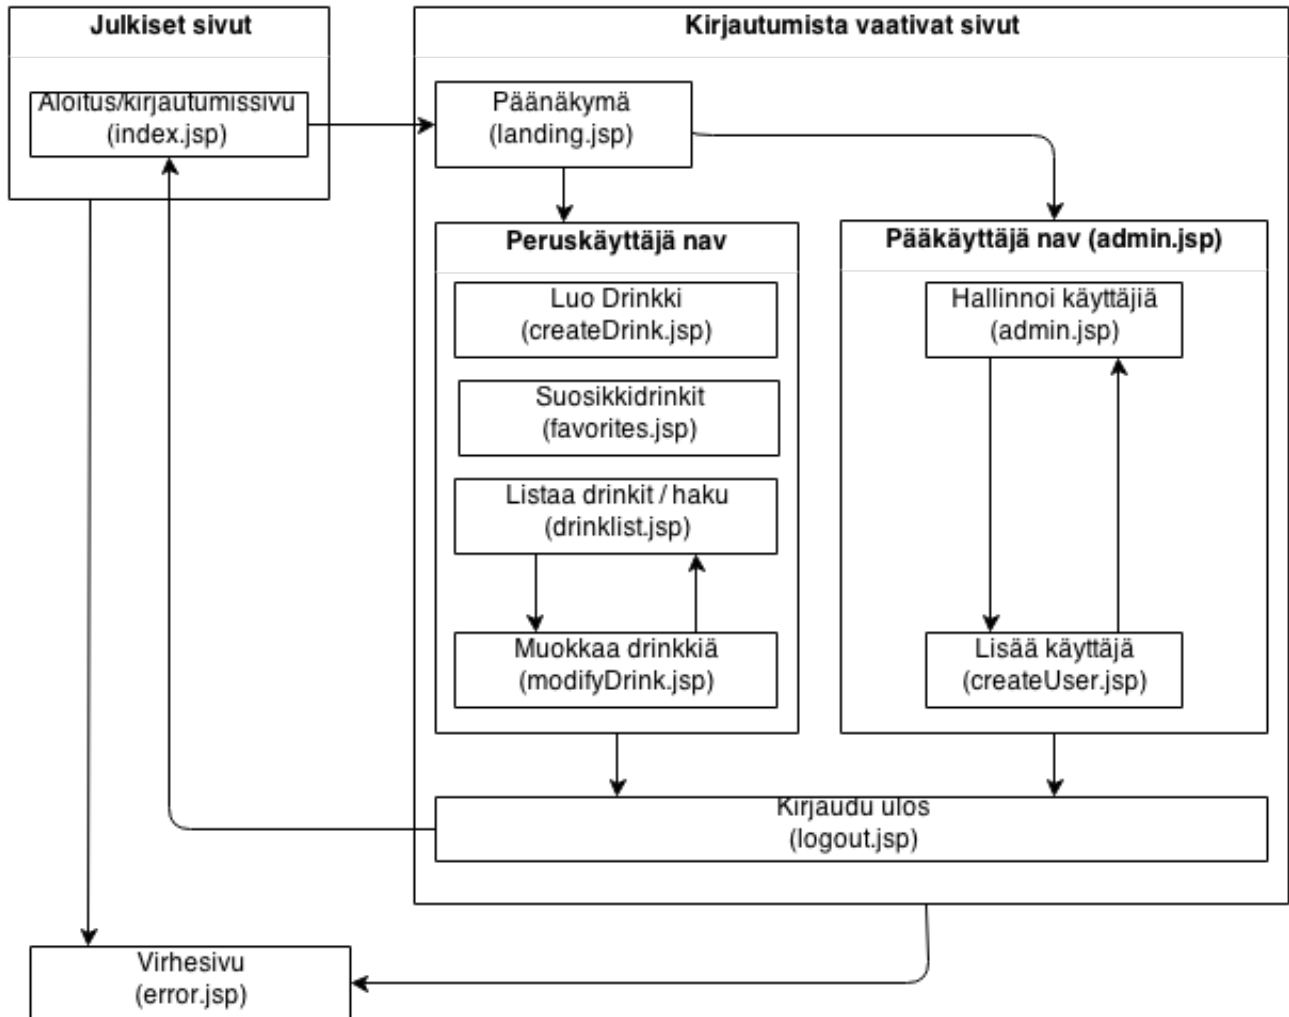 Julkiset sivut
Aloitus/kirjautumissivu
(index.jsp)
Kirjautumista vaativat sivut
Päänäkymä
(landing.jsp)
Peruskäyttäjä nav
Luo Drinkki
(createDrink.jsp)
Suosikkidrinkit
(favorites.jsp)
Listaa drinkit / haku
(drinklist.jsp)
Muokkaa drinkkiä
(modifyDrink.jsp)
Pääkäyttäjä nav (admin.jsp)
Hallinnoi käyttäjiä
(admin.jsp)
Lisää käyttäjä
(createUser.jsp)
Kirjaudu ulos
(logout.jsp)
Virhesivu
(error.jsp)